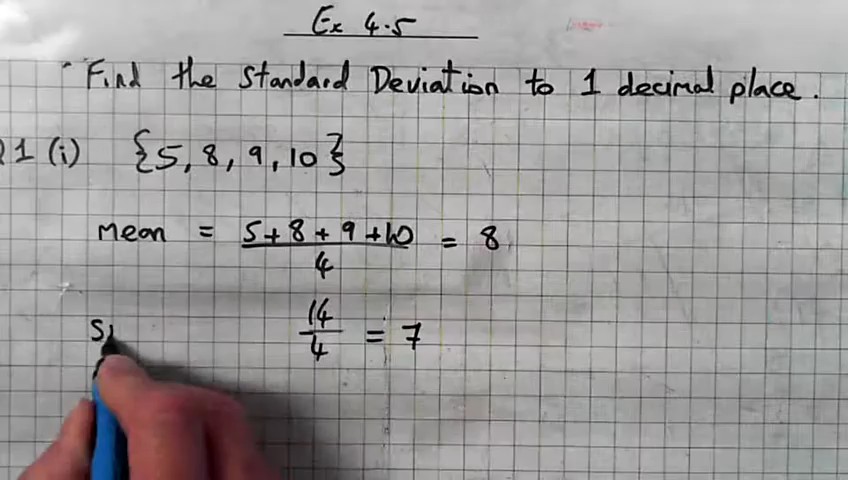 Ex 4.5
Find the Standard Deviation to 1 decimal place.
Q1 (i) {5, 8, 9, 10}
mean = 5+8+9+10 = 8
4
14
4 = 7